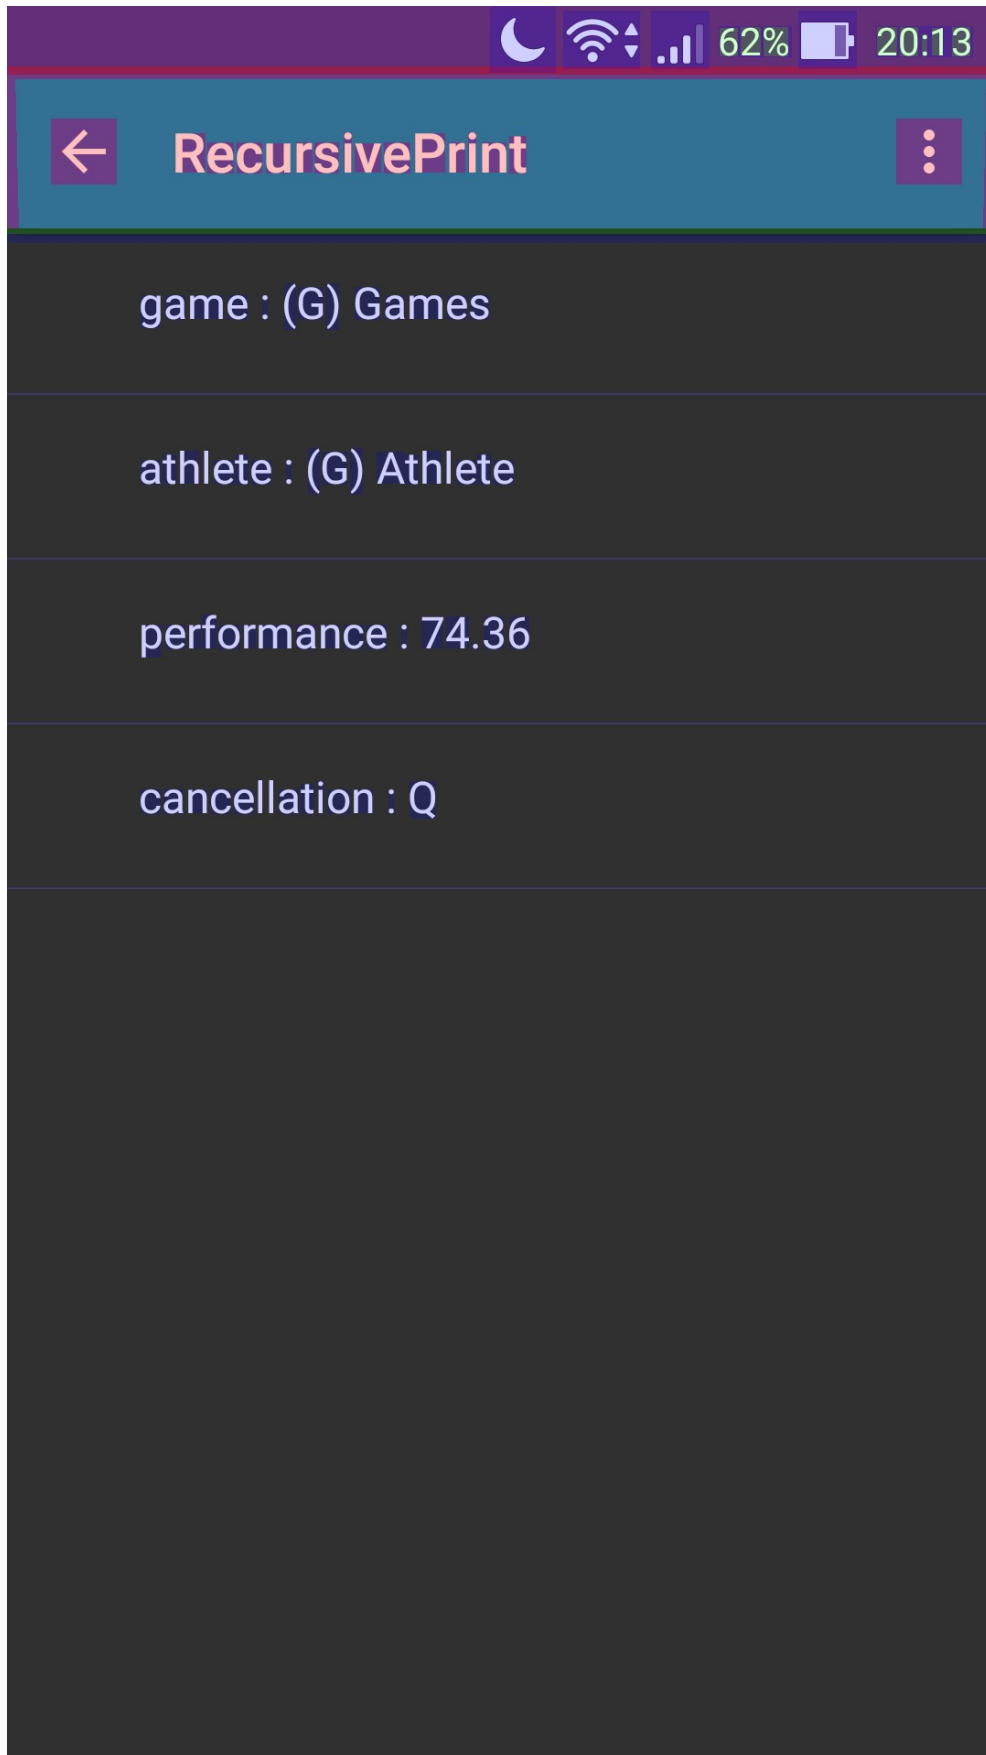 62% 20:13
RecursivePrint
game : (G) Games
athlete : (G) Athlete
performance : 74.36
cancellation : Q